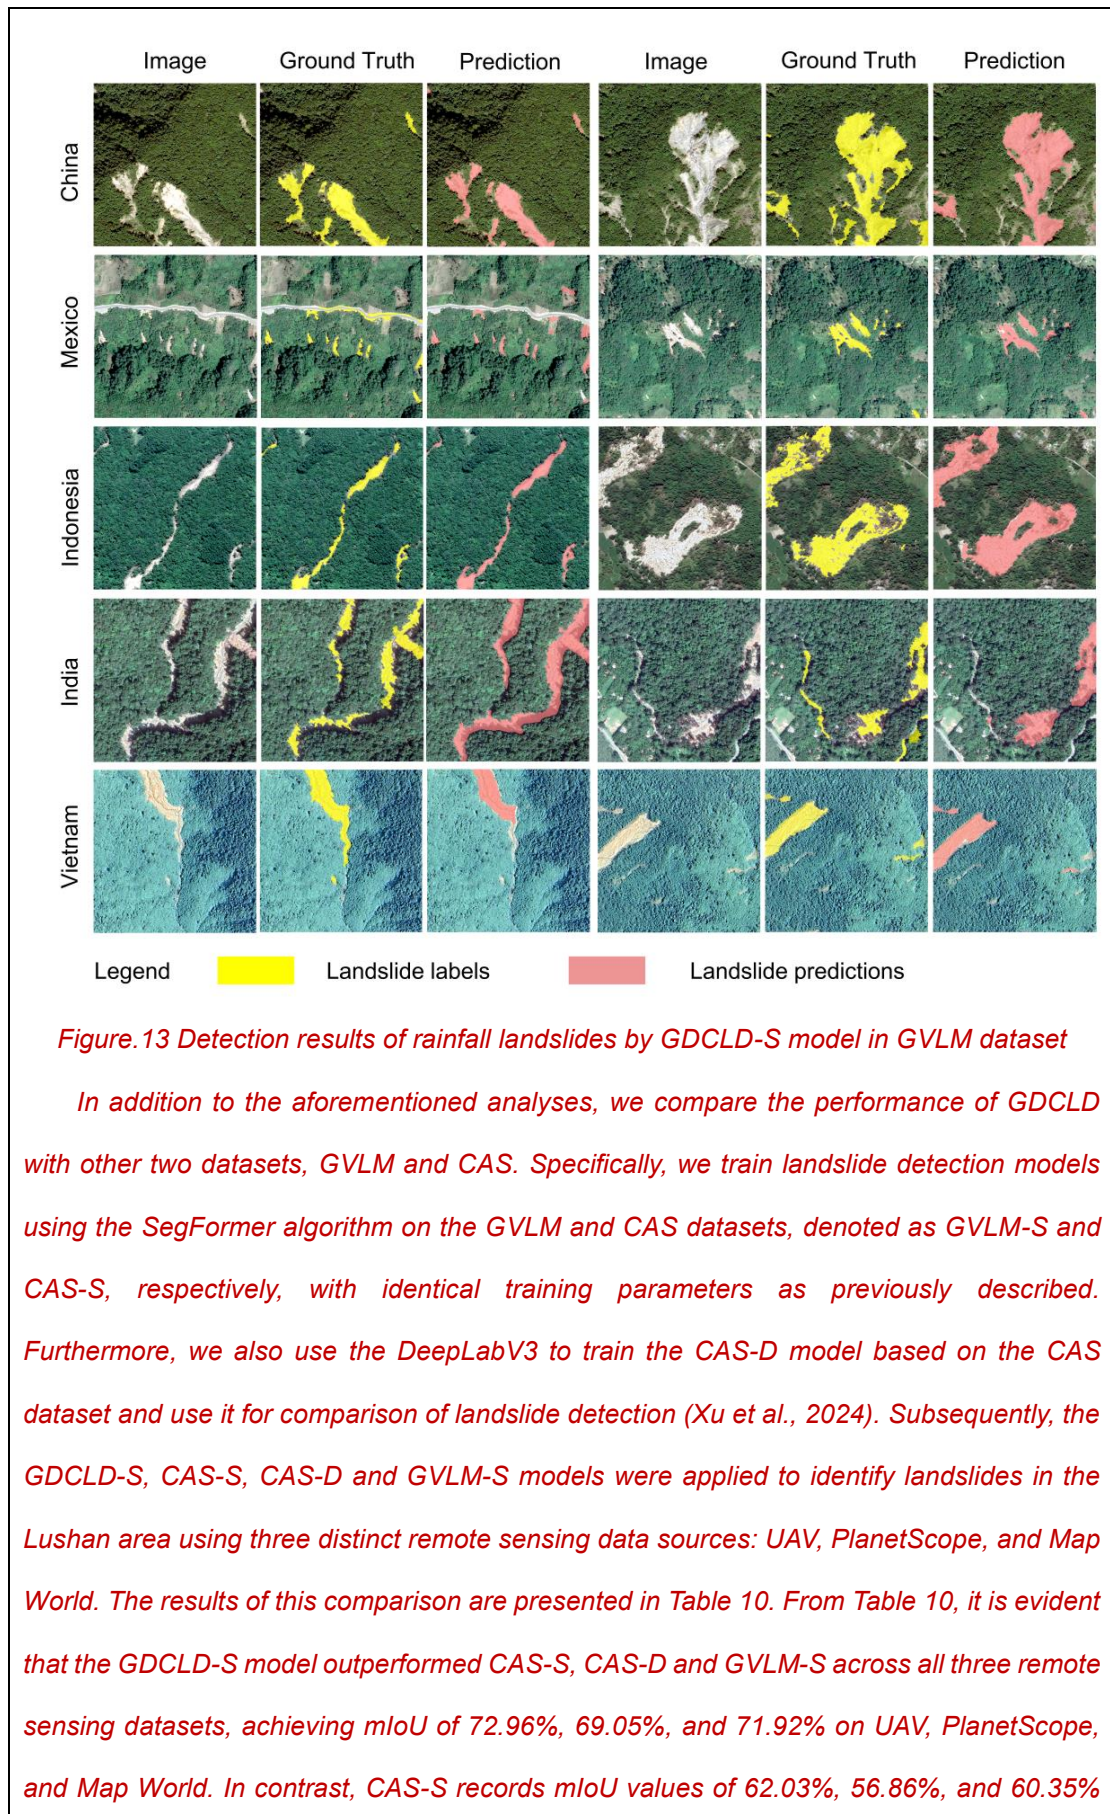 Image Ground Truth Prediction Image Ground Truth Prediction
China
Mexico
Indonesia
India
Vietnam
Legend Landslide labels Landslide predictions
Figure.13 Detection results of rainfall landslides by GDCLD-S model in GVLM dataset
In addition to the aforementioned analyses, we compare the performance of GDCLD
with other two datasets, GVLM and CAS. Specifically, we train landslide detection models
using the SegFormer algorithm on the GVLM and CAS datasets, denoted as GVLM-S and
CAS-S, respectively, with identical training parameters as previously described.
Furthermore, we also use the DeepLabV3 to train the CAS-D model based on the CAS
dataset and use it for comparison of landslide detection (Xu et al., 2024). Subsequently, the
GDCLD-S, CAS-S, CAS-D and GVLM-S models were applied to identify landslides in the
Lushan area using three distinct remote sensing data sources: UAV, PlanetScope, and Map
World. The results of this comparison are presented in Table 10. From Table 10, it is evident
that the GDCLD-S model outperformed CAS-S, CAS-D and GVLM-S across all three remote
sensing datasets, achieving mIoU of 72.96%, 69.05%, and 71.92% on UAV, PlanetScope,
and Map World. In contrast, CAS-S records mIoU values of 62.03%, 56.86%, and 60.35%